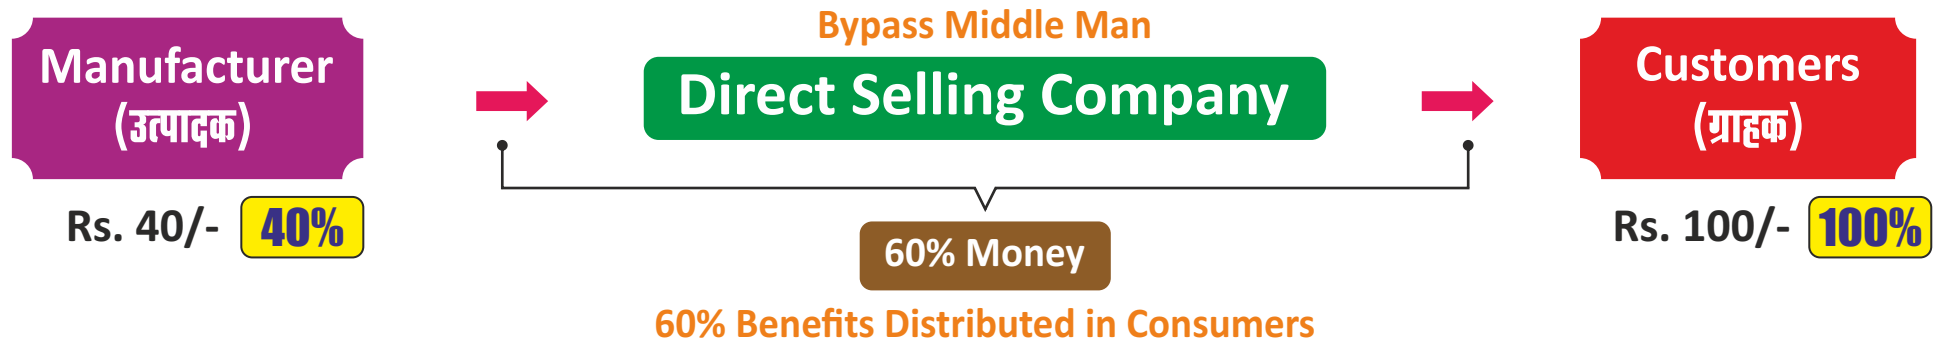 Bypass Middle Man
Manufacturer
(उत्पादक)
Direct Selling Company
Customers
(ग्राहक)
Rs. 40/- 40%
Rs. 100/- 100%
60% Money
60% Benefits Distributed in Consumers